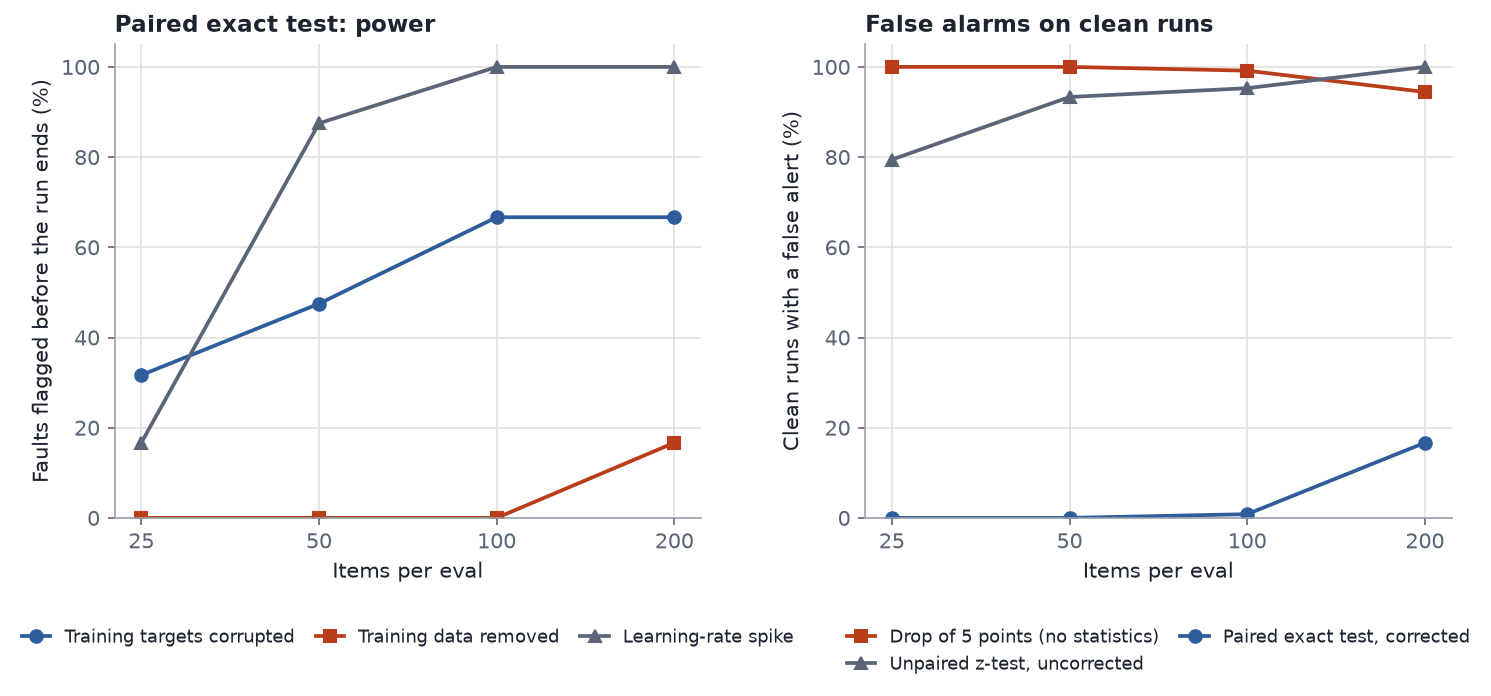 Paired exact test: power
Faults flagged before the run ends (%)
100
80
60
40
20
0
25 50 100 200
Items per eval
Training targets corrupted Training data removed Learning-rate spike
False alarms on clean runs
Clean runs with a false alert (%)
100
80
60
40
20
0
25 50 100 200
Items per eval
Drop of 5 points (no statistics) Paired exact test, corrected
Unpaired z-test, uncorrected